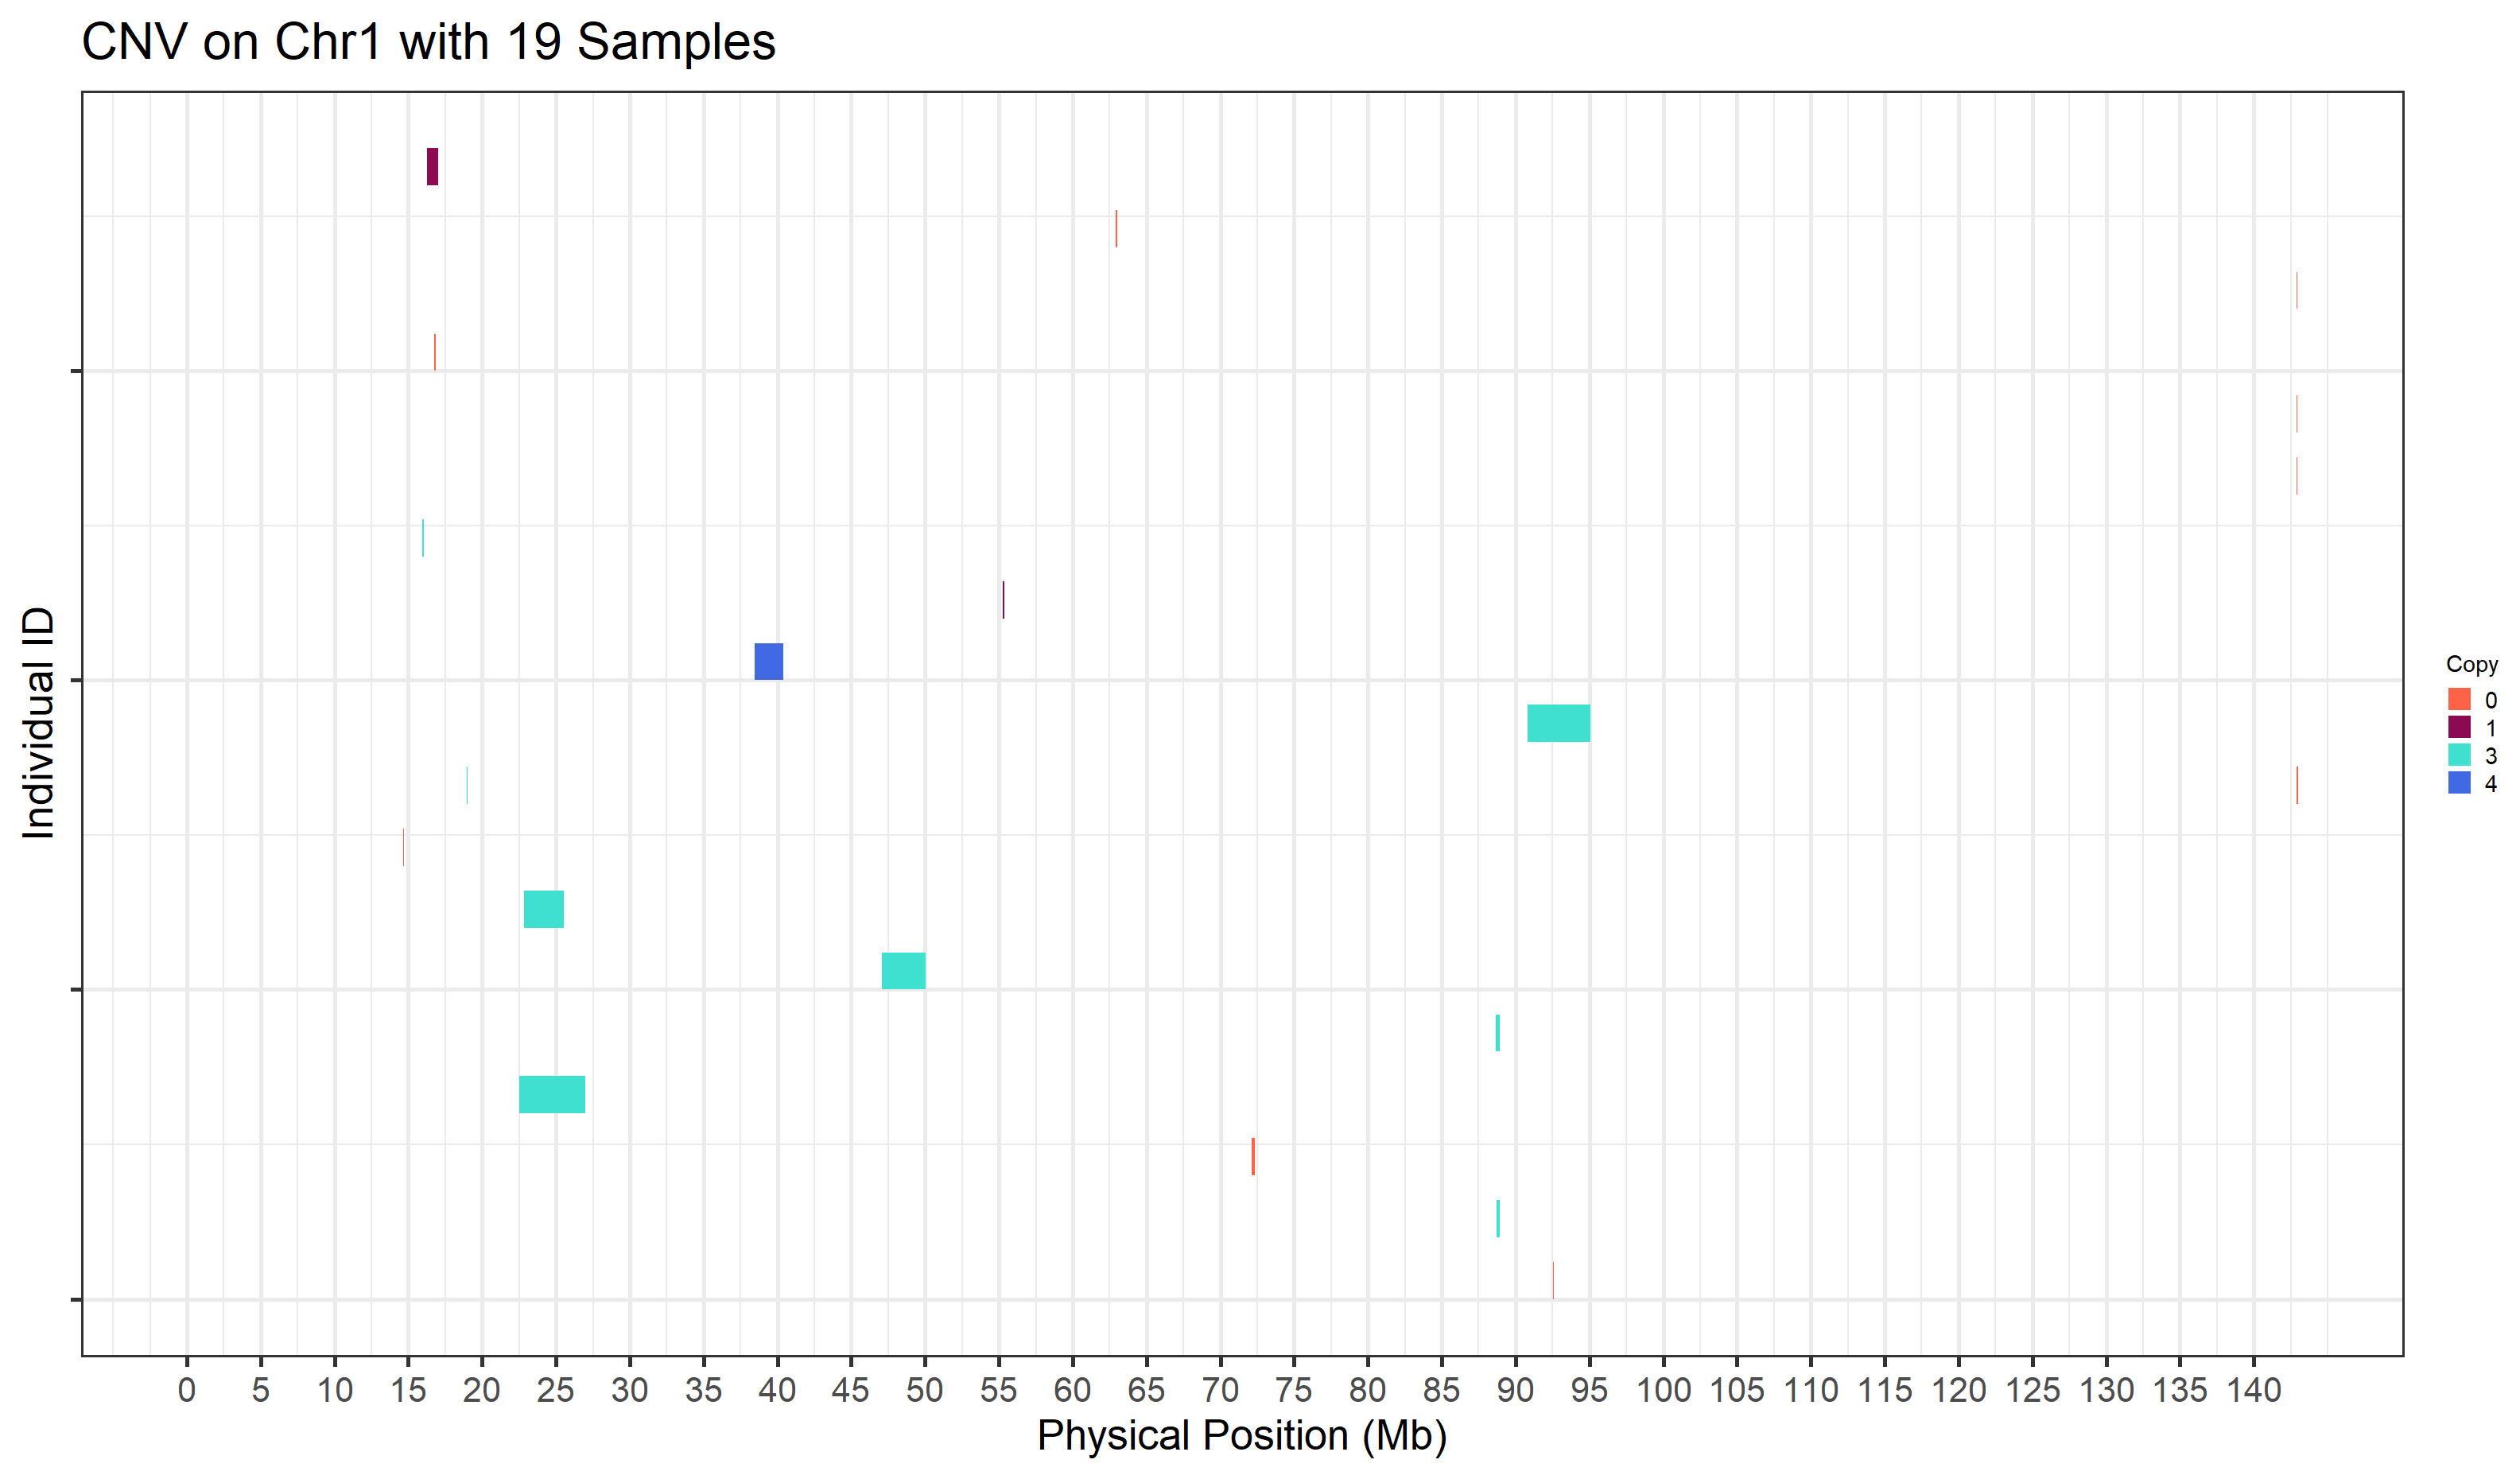 CNV on Chr1 with 19 Samples
Individual ID
Copy
0
1
3
4
0 5 10 15 20 25 30 35 40 45 50 55 60 65 70 75 80 85 90 95 100 105 110 115 120 125 130 135 140
Physical Position (Mb)